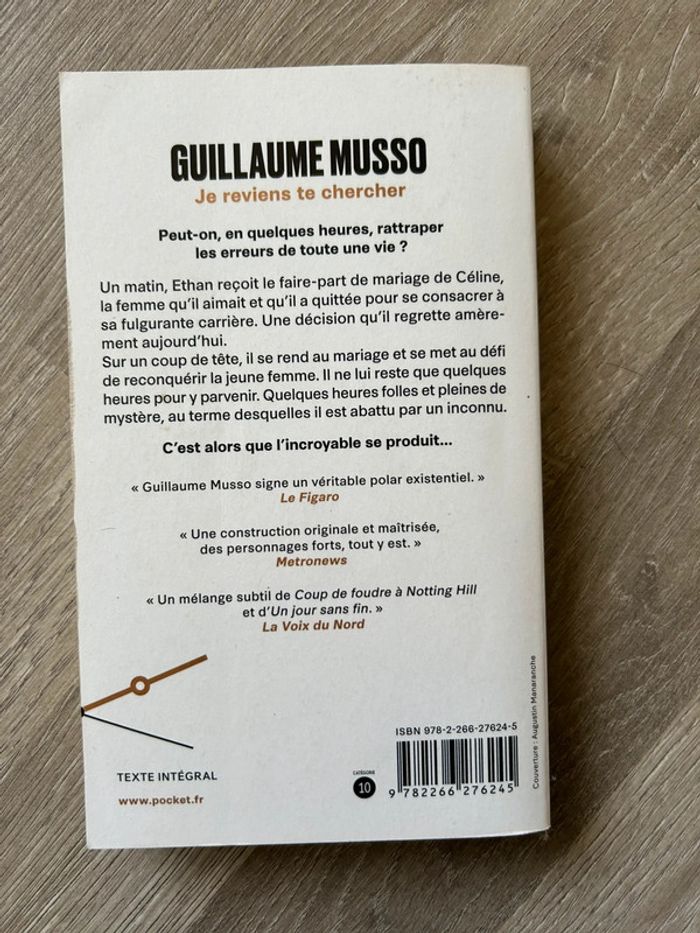 GUILLAUME MUSSO
Je reviens te chercher
Peut-on, en quelques heures, rattraper
les erreurs de toute une vie ?
Un matin, Ethan reçoit le faire-part de mariage de Céline,
la femme qu'il aimait et qu'il a quittée pour se consacrer à
sa fulgurante carrière. Une décision qu'il regrette amère-
ment aujourd'hui.
Sur un coup de tête, il se rend au mariage et se met au défi
de reconquérir la jeune femme. Il ne lui reste que quelques
heures pour y parvenir. Quelques heures folles et pleines de
mystère, au terme desquelles il est abattu par un inconnu.
C'est alors que l'incroyable se produit...
« Guillaume Musso signe un véritable polar existentiel. »
Le Figaro
« Une construction originale et maîtrisée,
des personnages forts, tout y est. »
Metronews
« Un mélange subtil de Coup de foudre à Notting Hill
et d'Un jour sans fin. »
La Voix du Nord
TEXTE INTÉGRAL
www.pocket.fr
CATÉGORIE
10
ISBN 978-2-266-27624-5
9 782266 276245
Couverture : Augustin Manaranche